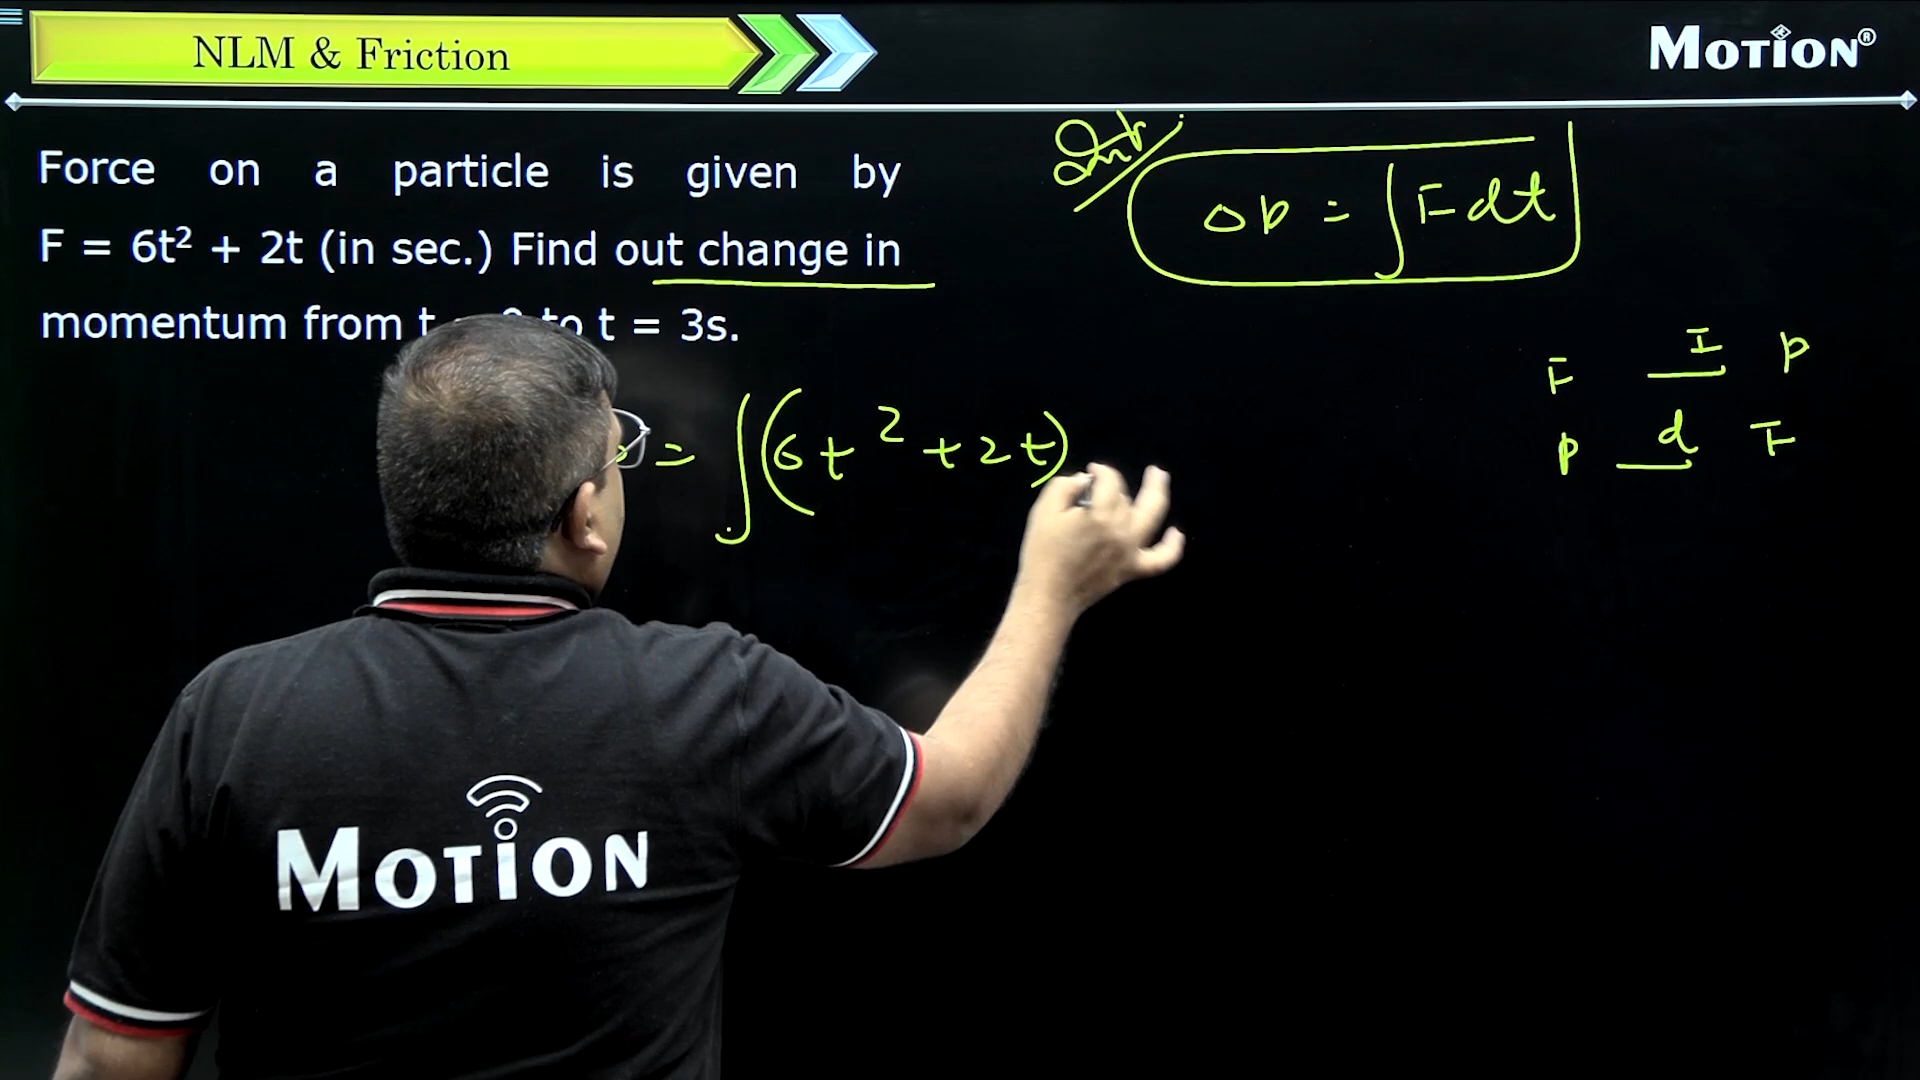 NLM & Friction
MOTION®
Force on a particle is given by
F = 6t² + 2t (in sec.) Find out change in
momentum from t = 0 to t = 3s.
Δp = ∫F dt
F I p
p d F
= ∫(6t² + 2t)
MOTION